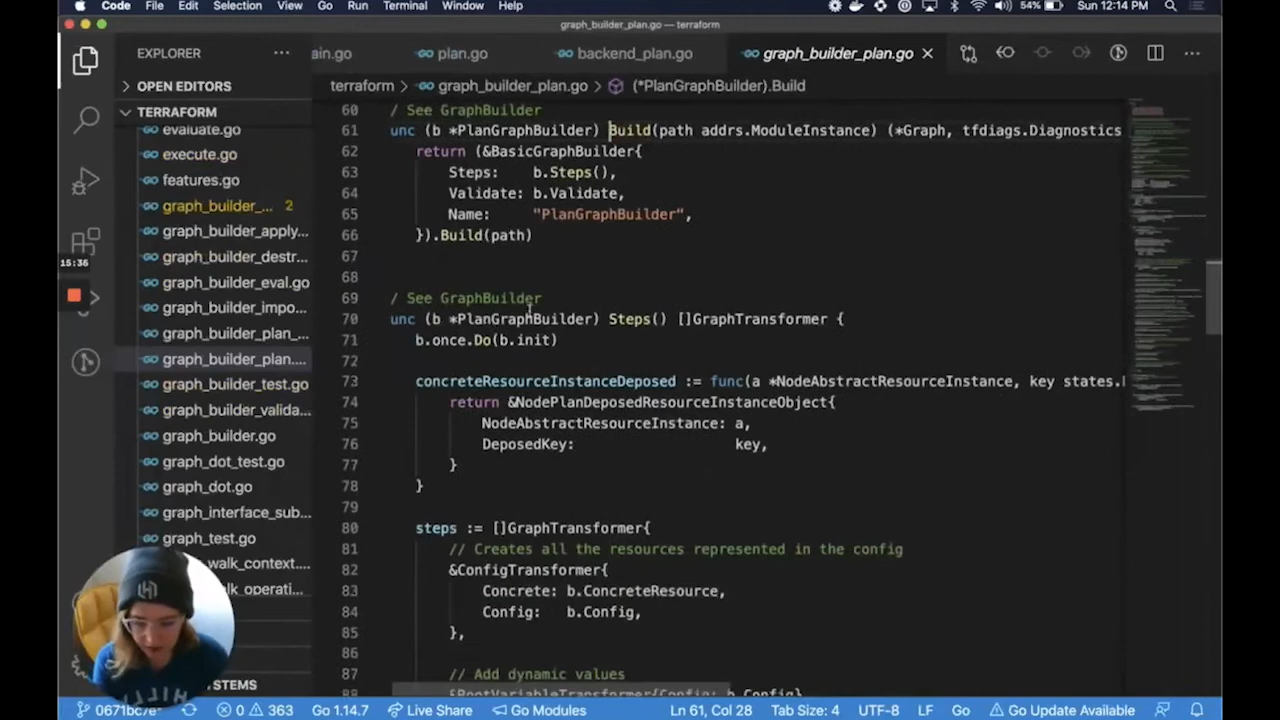 Code File Edit Selection View Go Run Terminal Window Help 54% Sun 12:14 PM
graph_builder_plan.go — terraform
EXPLORER
ain.go plan.go backend_plan.go graph_builder_plan.go
OPEN EDITORS
terraform > graph_builder_plan.go > (*PlanGraphBuilder).Build
TERRAFORM
evaluate.go
execute.go
features.go
graph_builder_... 2
graph_builder_apply...
graph_builder_destr...
graph_builder_eval.go
graph_builder_impo...
graph_builder_plan_...
graph_builder_plan....
graph_builder_test.go
graph_builder_valida...
graph_builder.go
graph_dot_test.go
graph_dot.go
graph_interface_sub...
graph_test.go
walk_context....
lk_operati...
STEMS
15:36
60 / See GraphBuilder
61 unc (b *PlanGraphBuilder) Build(path addrs.ModuleInstance) (*Graph, tfdiags.Diagnostics
62 return (&BasicGraphBuilder{
63 Steps: b.Steps(),
64 Validate: b.Validate,
65 Name: "PlanGraphBuilder",
66 }).Build(path)
67
68
69 / See GraphBuilder
70 unc (b *PlanGraphBuilder) Steps() []GraphTransformer {
71 b.once.Do(b.init)
72
73 concreteResourceInstanceDeposed := func(a *NodeAbstractResourceInstance, key states.
74 return &NodePlanDeposedResourceInstanceObject{
75 NodeAbstractResourceInstance: a,
76 DeposedKey: key,
77 }
78 }
79
80 steps := []GraphTransformer{
81 // Creates all the resources represented in the config
82 &ConfigTransformer{
83 Concrete: b.ConcreteResource,
84 Config: b.Config,
85 },
86
87 // Add dynamic values
88 &RootVariableTransformer{Config: b.Config},
0671bc7e* 0 363 Go 1.14.7 Live Share Go Modules Ln 61, Col 28 Tab Size: 4 UTF-8 LF Go Go Update Available